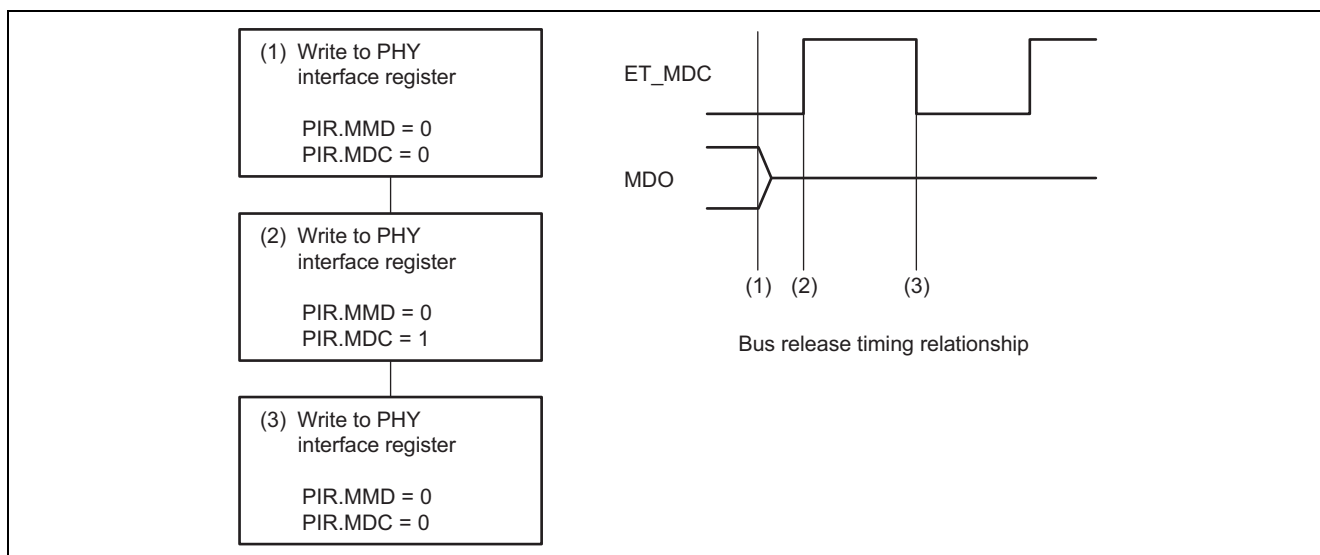 (1) Write to PHY
interface register
PIR.MMD = 0
PIR.MDC = 0
(2) Write to PHY
interface register
PIR.MMD = 0
PIR.MDC = 1
(3) Write to PHY
interface register
PIR.MMD = 0
PIR.MDC = 0
ET_MDC
MDO
(1) (2) (3)
Bus release timing relationship